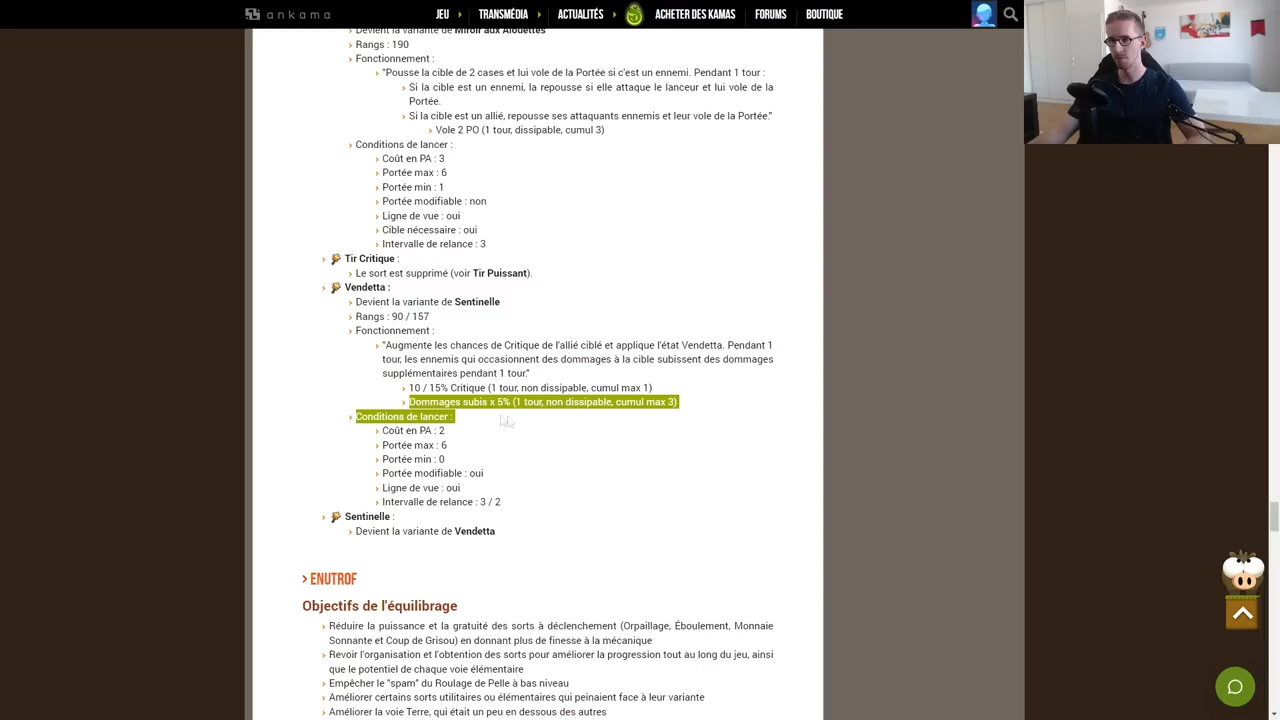 ankama
JEU
TRANSMÉDIA
ACTUALITÉS
ACHETER DES KAMAS
FORUMS
BOUTIQUE
Devient la variante de Miroir aux Alouettes
Rangs : 190
Fonctionnement :
"Pousse la cible de 2 cases et lui vole de la Portée si c'est un ennemi. Pendant 1 tour :
Si la cible est un ennemi, la repousse si elle attaque le lanceur et lui vole de la
Portée.
Si la cible est un allié, repousse ses attaquants ennemis et leur vole de la Portée."
Vole 2 PO (1 tour, dissipable, cumul 3)
Conditions de lancer :
Coût en PA : 3
Portée max : 6
Portée min : 1
Portée modifiable : non
Ligne de vue : oui
Cible nécessaire : oui
Intervalle de relance : 3
Tir Critique :
Le sort est supprimé (voir Tir Puissant).
Vendetta :
Devient la variante de Sentinelle
Rangs : 90 / 157
Fonctionnement :
"Augmente les chances de Critique de l'allié ciblé et applique l'état Vendetta. Pendant 1
tour, les ennemis qui occasionnent des dommages à la cible subissent des dommages
supplémentaires pendant 1 tour."
10 / 15% Critique (1 tour, non dissipable, cumul max 1)
Dommages subis x 5% (1 tour, non dissipable, cumul max 3)
Conditions de lancer :
Coût en PA : 2
Portée max : 6
Portée min : 0
Portée modifiable : oui
Ligne de vue : oui
Intervalle de relance : 3 / 2
Sentinelle :
Devient la variante de Vendetta
ENUTROF
Objectifs de l'équilibrage
Réduire la puissance et la gratuité des sorts à déclenchement (Orpaillage, Éboulement, Monnaie
Sonnante et Coup de Grisou) en donnant plus de finesse à la mécanique
Revoir l'organisation et l'obtention des sorts pour améliorer la progression tout au long du jeu, ainsi
que le potentiel de chaque voie élémentaire
Empêcher le "spam" du Roulage de Pelle à bas niveau
Améliorer certains sorts utilitaires ou élémentaires qui peinaient face à leur variante
Améliorer la voie Terre, qui était un peu en dessous des autres